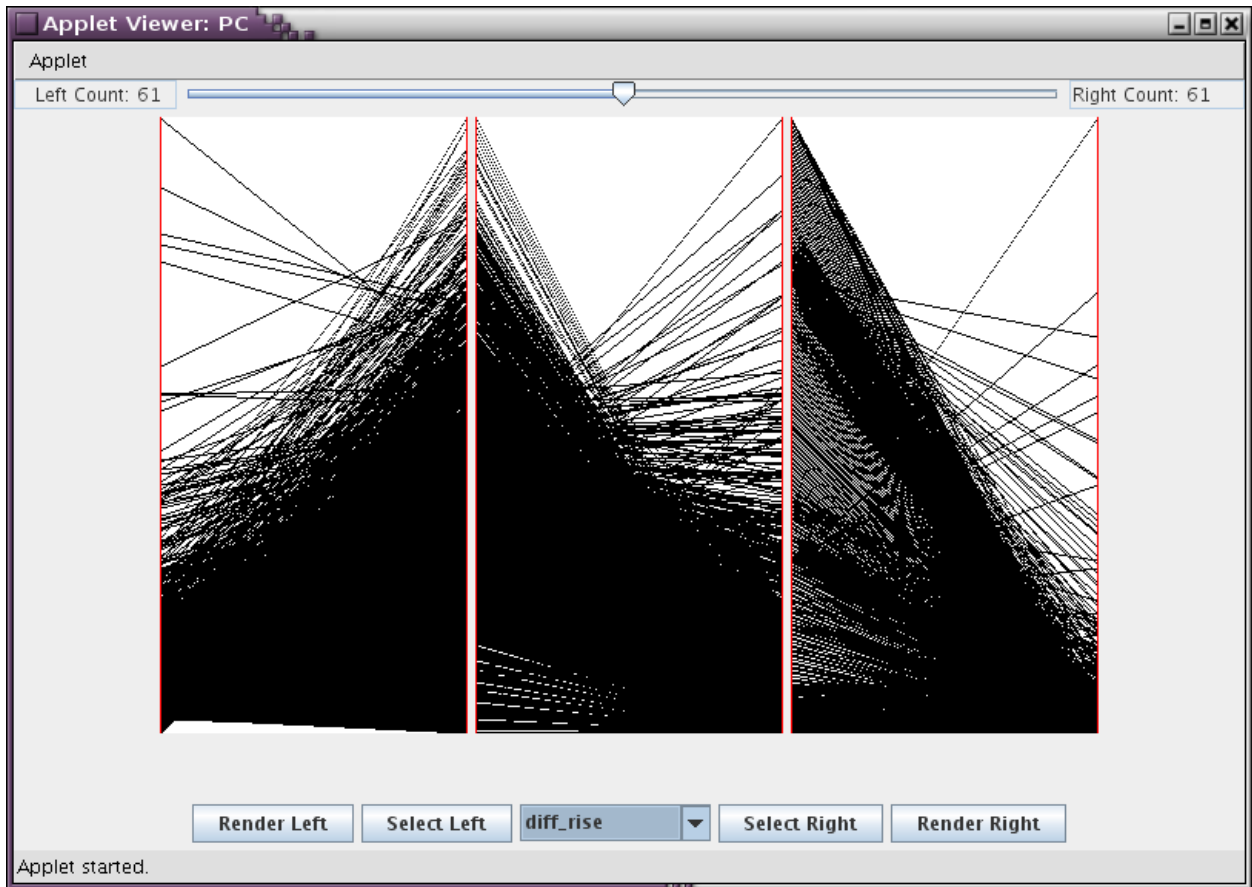 Applet Viewer: PC
Applet
Left Count: 61 Right Count: 61
Render Left Select Left diff_rise Select Right Render Right
Applet started.